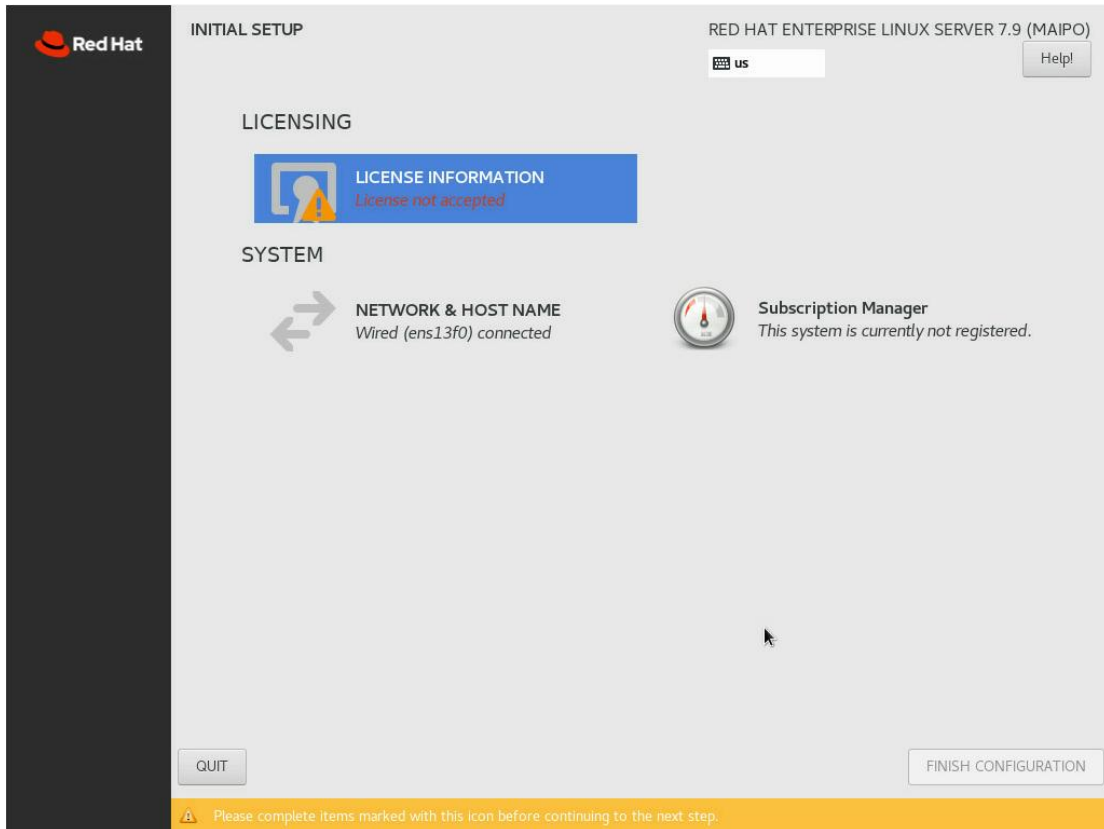 Red Hat
INITIAL SETUP
RED HAT ENTERPRISE LINUX SERVER 7.9 (MAIPO)
us
Help!
LICENSING
LICENSE INFORMATION
License not accepted
SYSTEM
NETWORK & HOST NAME
Wired (ens13f0) connected
Subscription Manager
This system is currently not registered.
QUIT
FINISH CONFIGURATION
Please complete items marked with this icon before continuing to the next step.